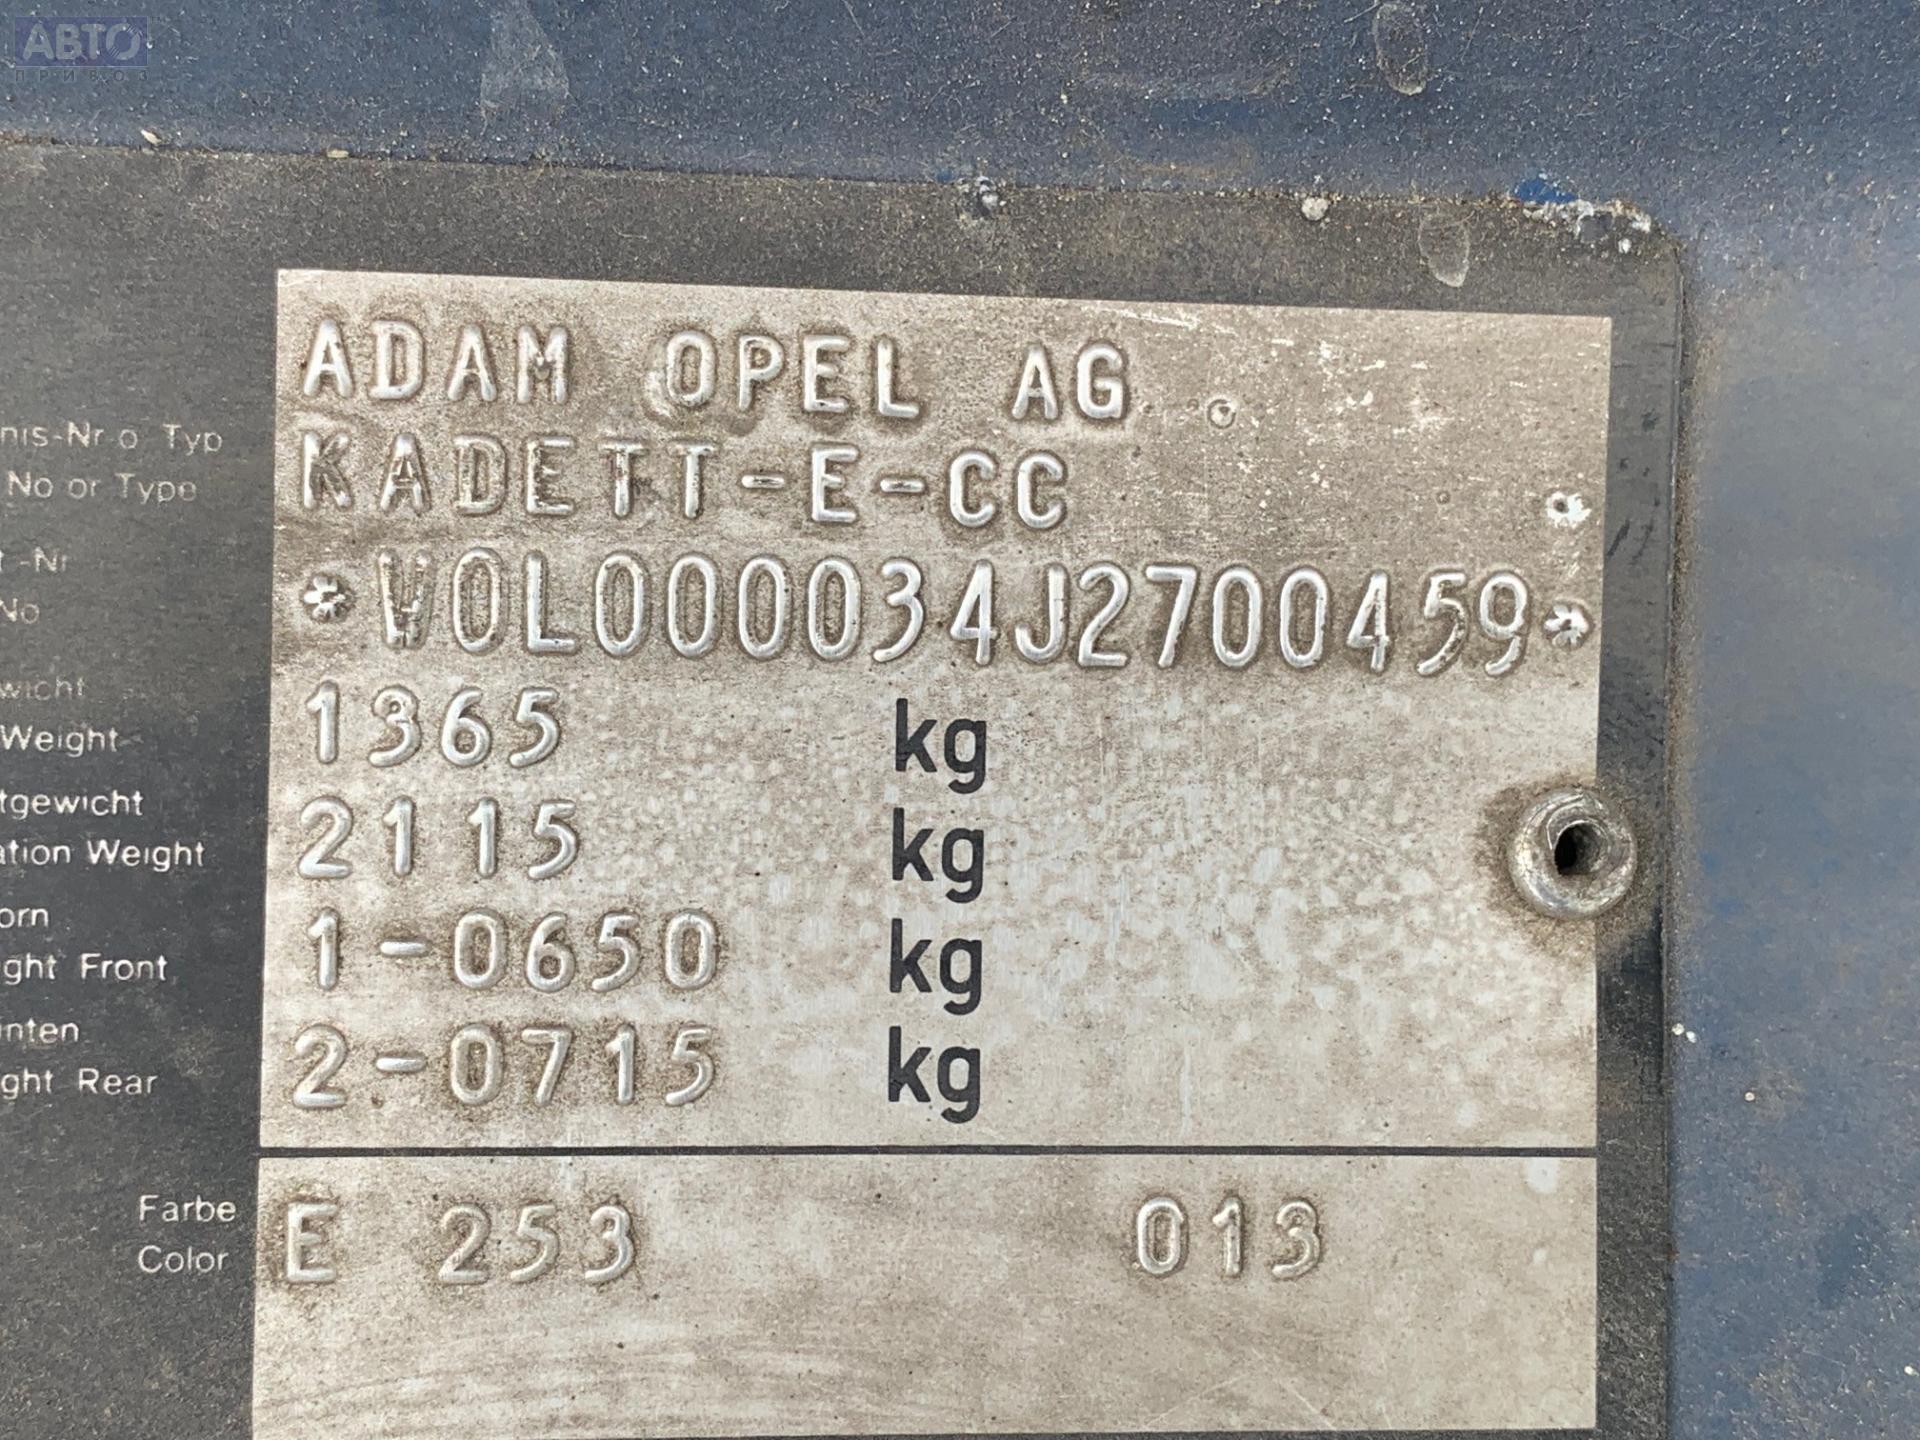 АВТО
ПРИВОЗ
ADAM OPEL AG
nis-Nr o Typ
KADETT-E-CC
No or Type
t -Nr
*W0L000034J2700459*
No
wicht
1365 kg
Weight
tgewicht
2115 kg
ation Weight
orn
1-0650 kg
ght Front
inten
2-0715 kg
ght Rear
Farbe
E 253 013
Color